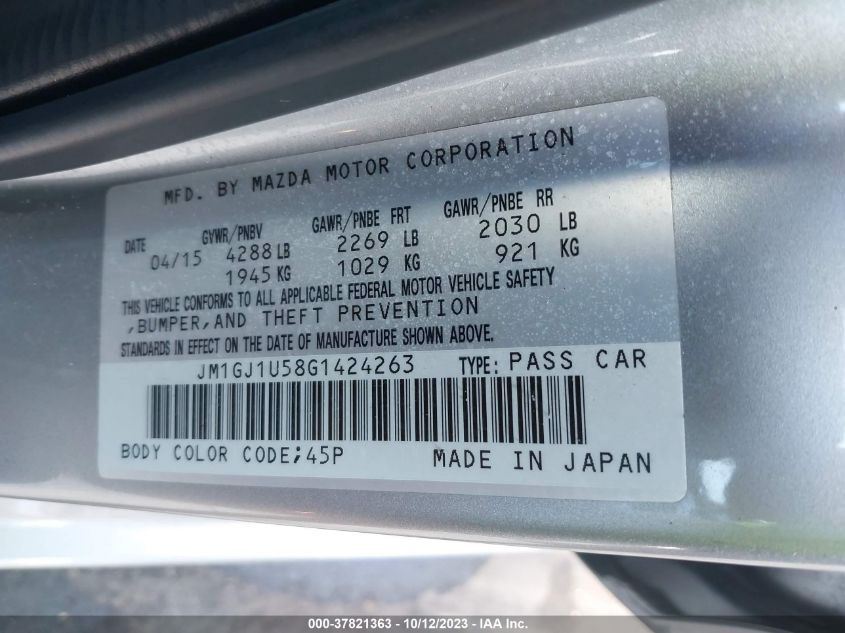 MFD. BY MAZDA MOTOR CORPORATION
DATE GVWR/PNBV GAWR/PNBE FRT GAWR/PNBE RR
04/15 4288 LB 2269 LB 2030 LB
1945 KG 1029 KG 921 KG
THIS VEHICLE CONFORMS TO ALL APPLICABLE FEDERAL MOTOR VEHICLE SAFETY
,BUMPER,AND THEFT PREVENTION
STANDARDS IN EFFECT ON THE DATE OF MANUFACTURE SHOWN ABOVE.
JM1GJ1U58G1424263 TYPE: PASS CAR
BODY COLOR CODE;45P MADE IN JAPAN
000-37821363 - 10/12/2023 - IAA Inc.